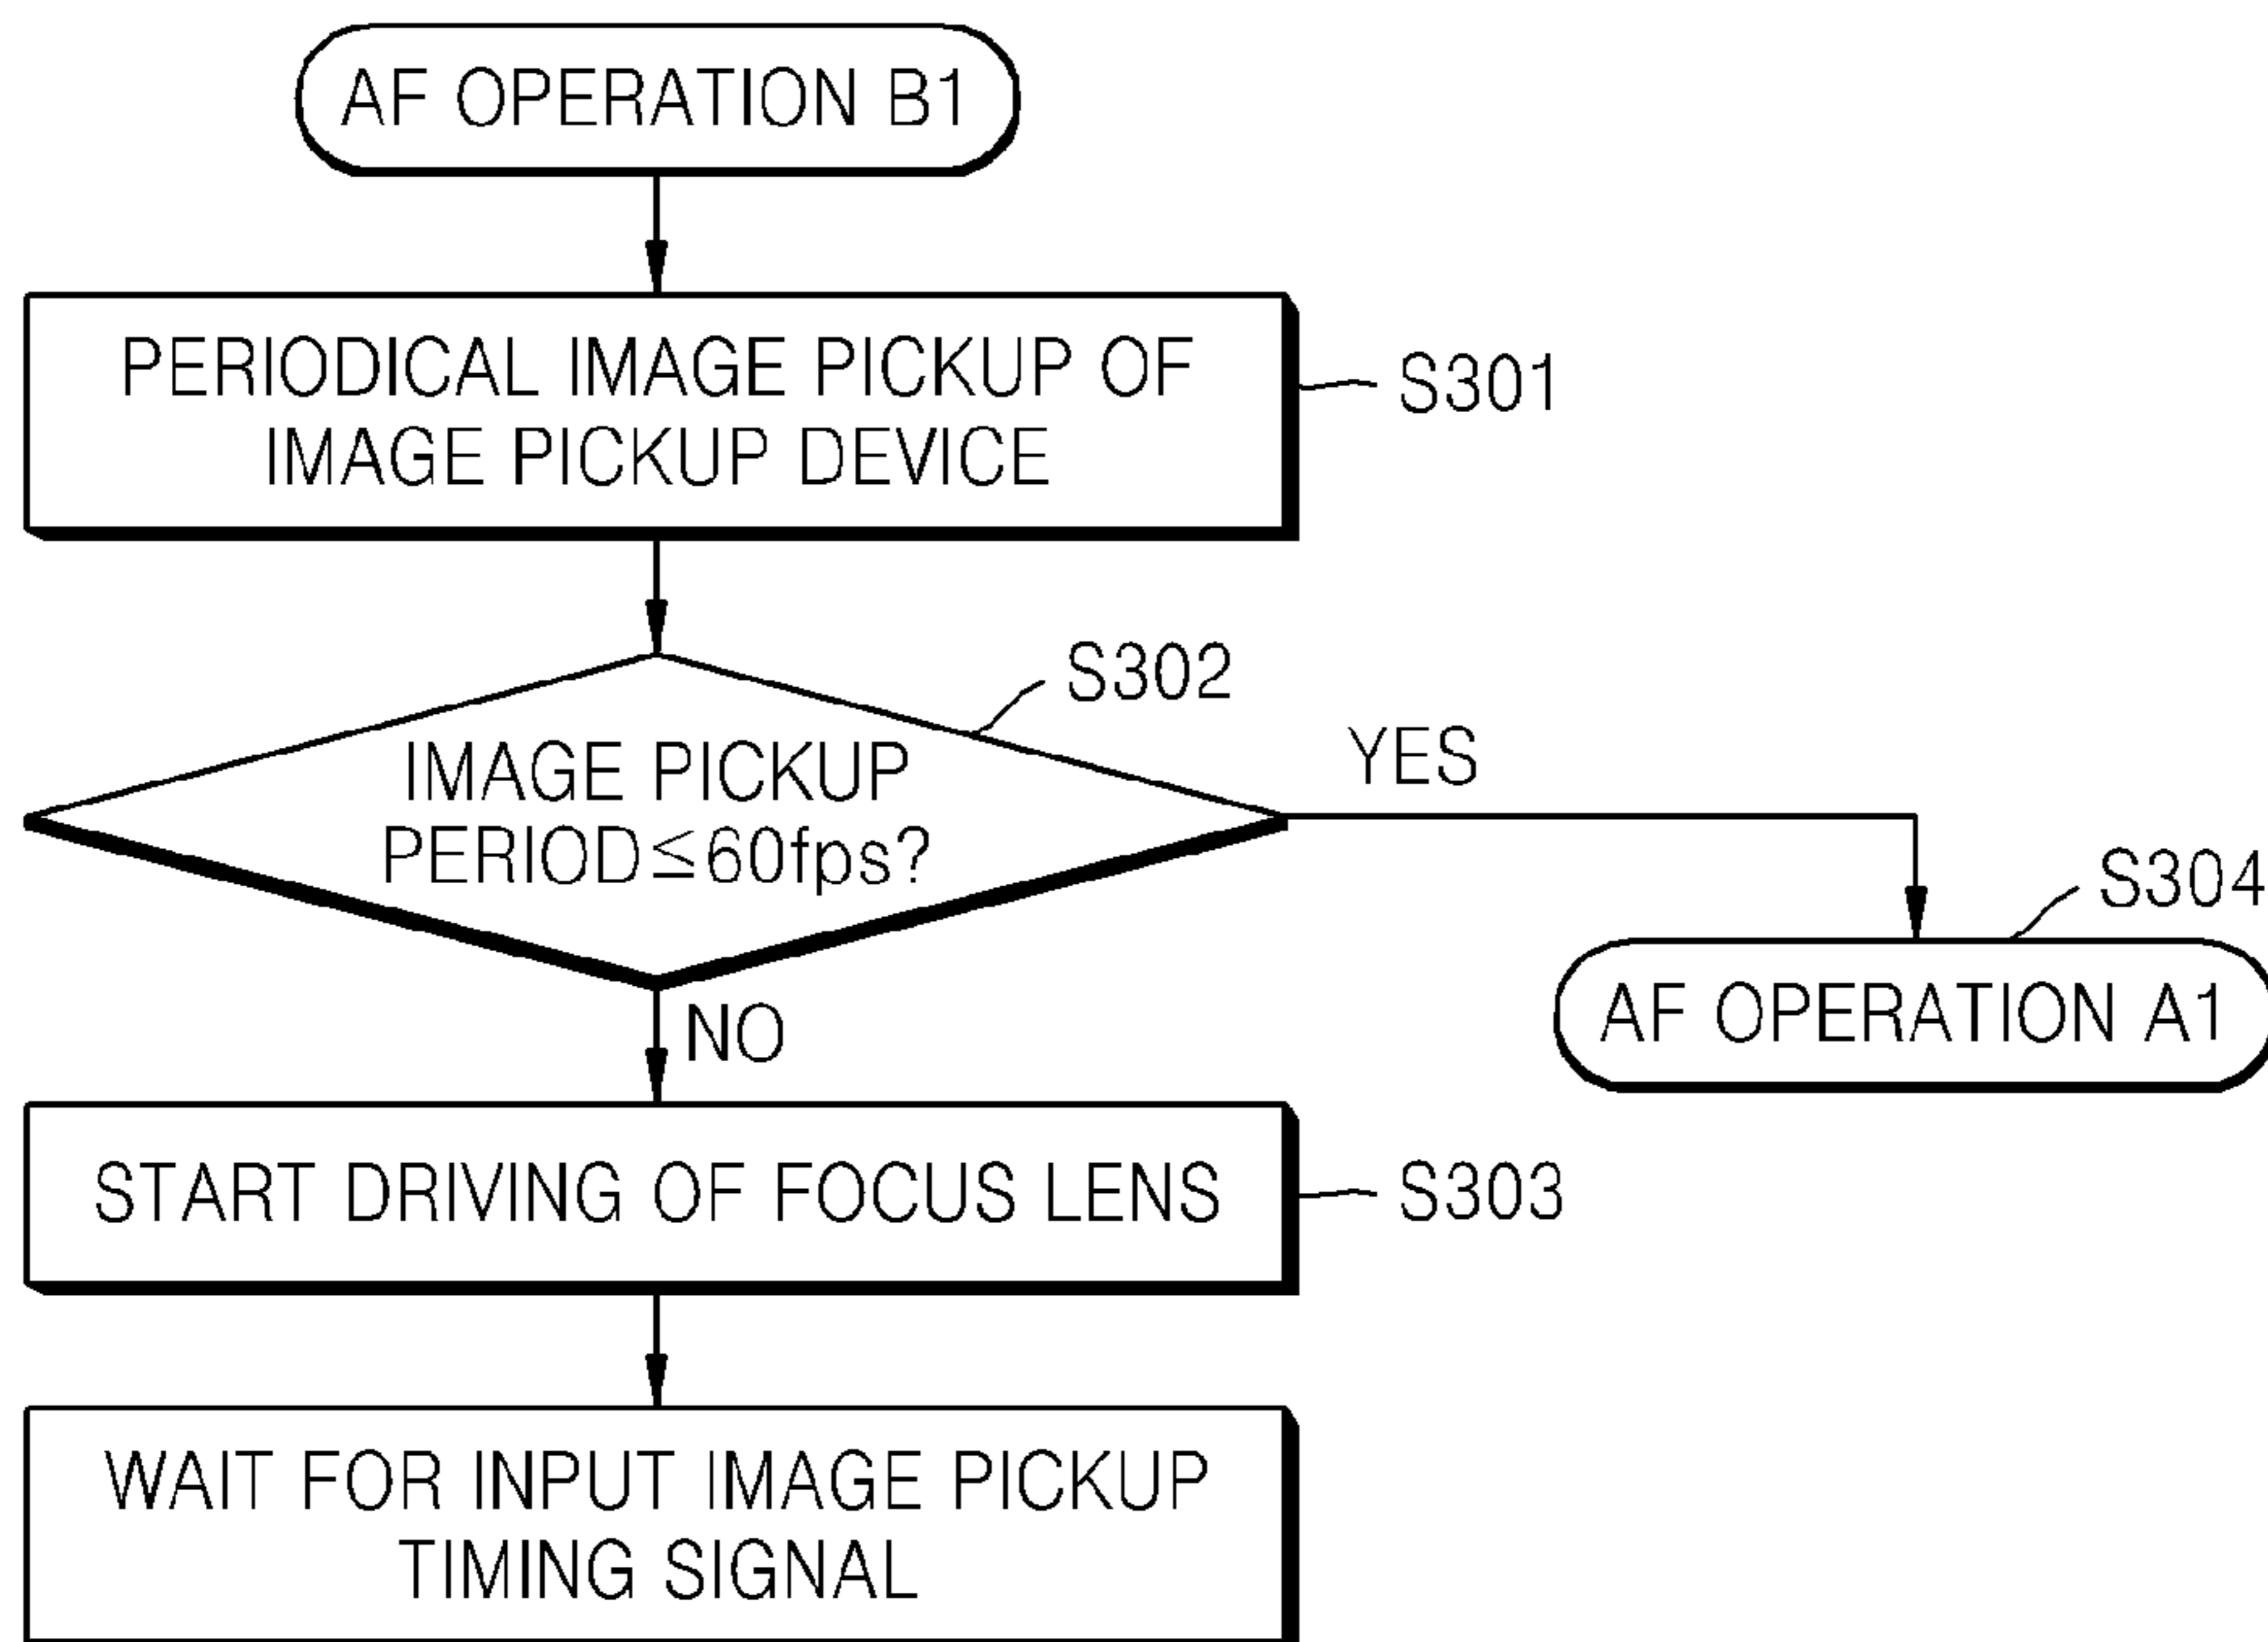 AF OPERATION B1
PERIODICAL IMAGE PICKUP OF
IMAGE PICKUP DEVICE
S301
S302
IMAGE PICKUP
PERIOD≦60fps?
YES
S304
AF OPERATION A1
NO
START DRIVING OF FOCUS LENS
S303
WAIT FOR INPUT IMAGE PICKUP
TIMING SIGNAL